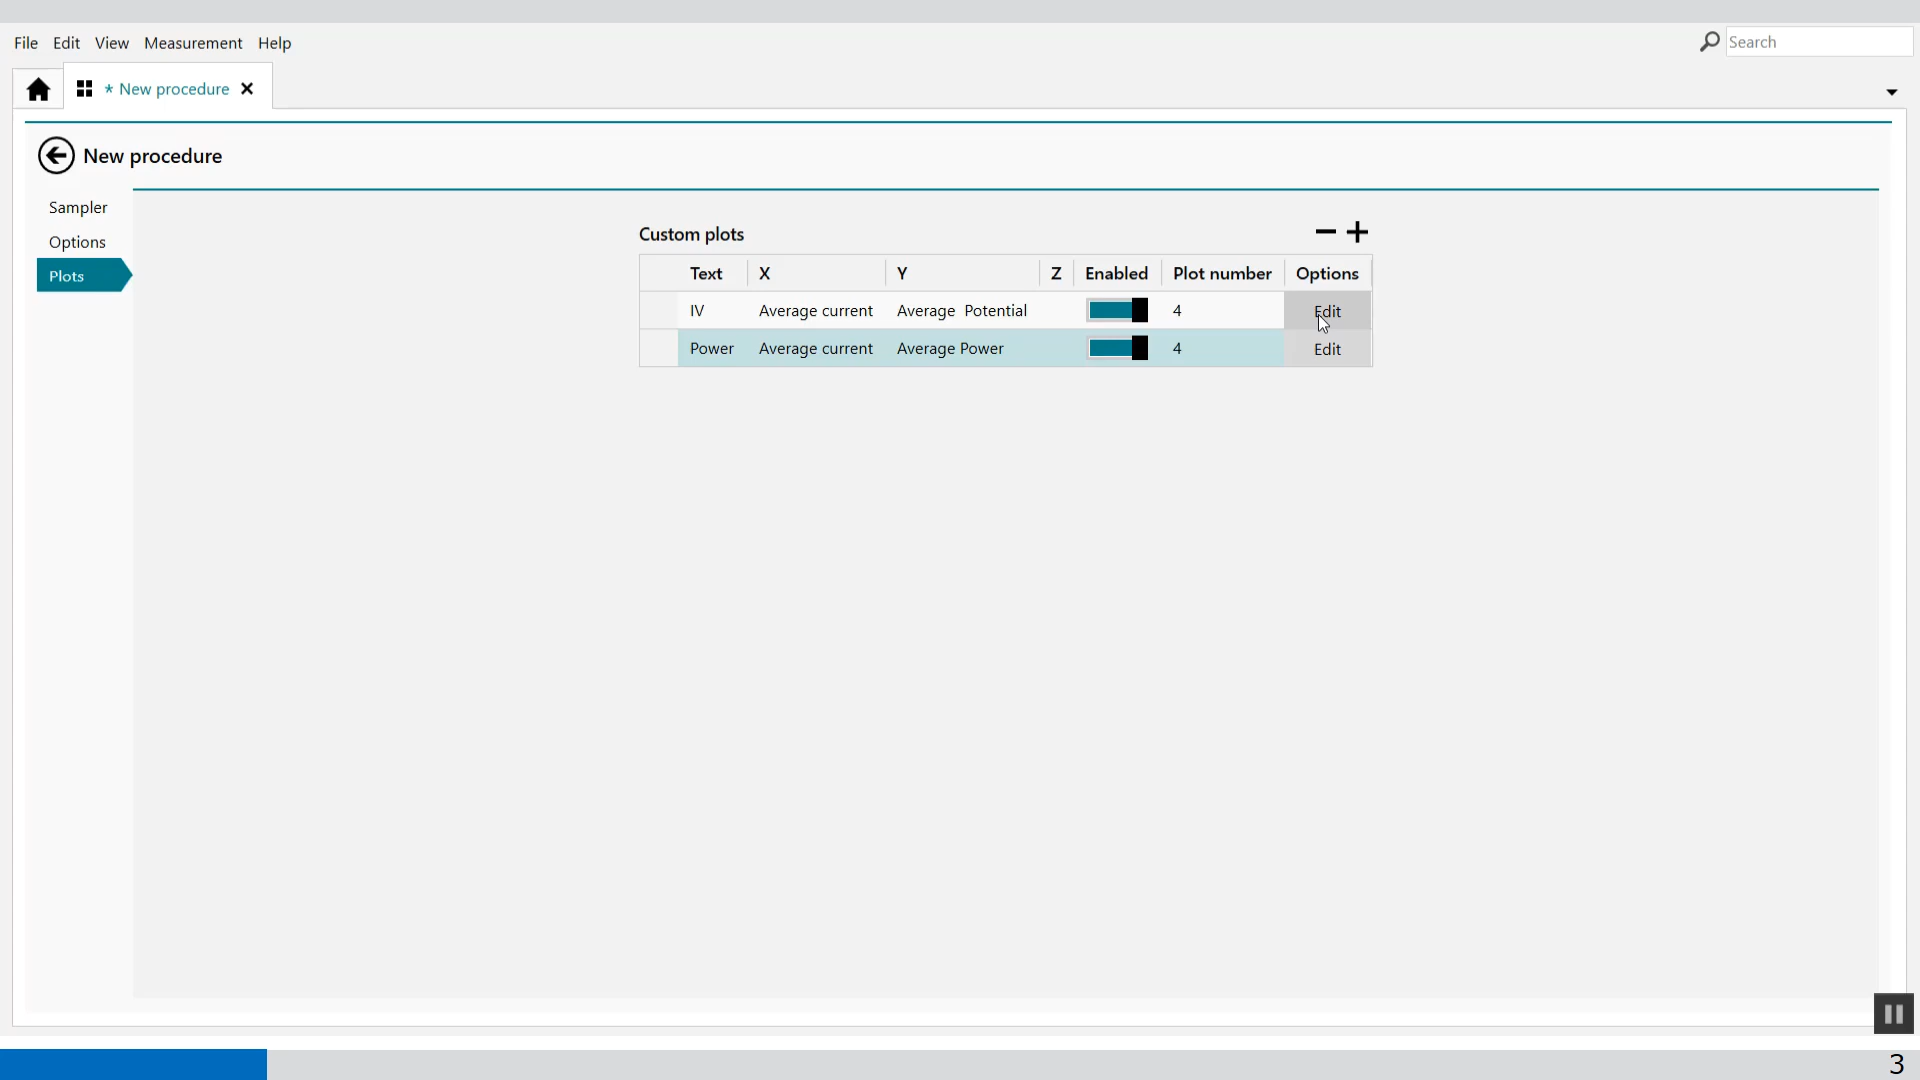 File Edit View Measurement Help
Search
* New procedure
New procedure
Sampler
Options
Plots
Custom plots
Text X Y Z Enabled Plot number Options
IV Average current Average Potential 4 Edit
Power Average current Average Power 4 Edit
3